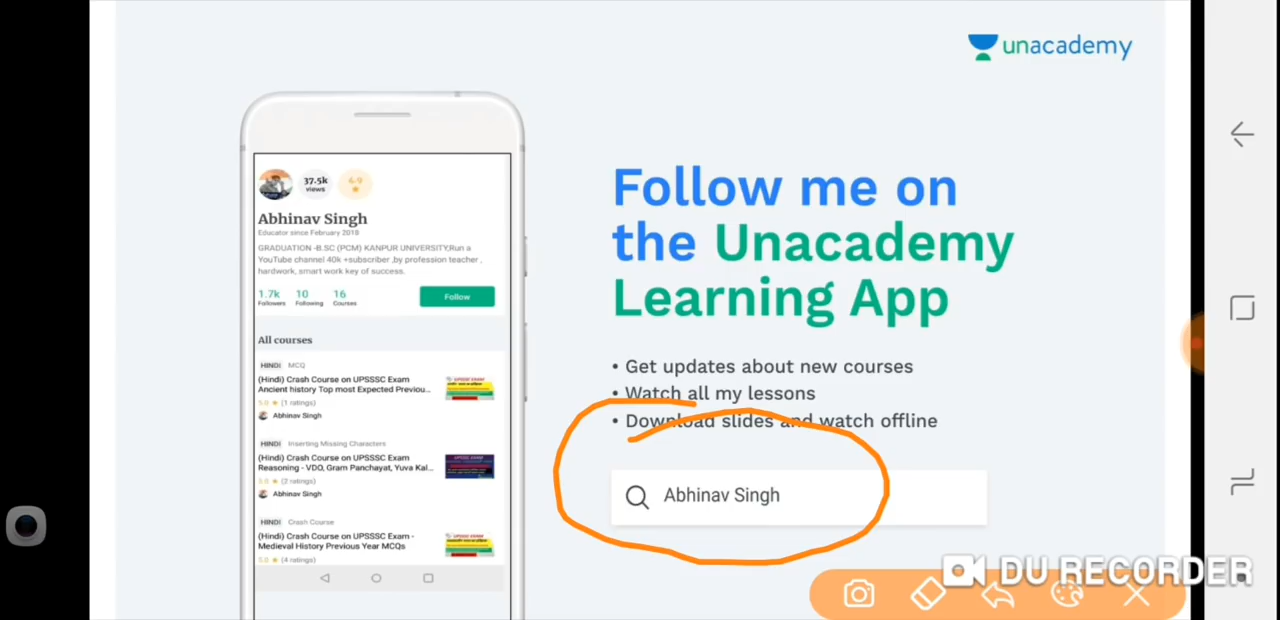 unacademy
37.5k
views
4.9
Abhinav Singh
Educator since February 2018
GRADUATION -B.SC (PCM) KANPUR UNIVERSITY,Run a
YouTube channel 40k +subscriber ,by profession teacher ,
hardwork, smart work key of success.
1.7k 10 16
Followers Following Courses
Follow
All courses
HINDI MCQ
(Hindi) Crash Course on UPSSSC Exam
Ancient history Top most Expected Previou...
5.0 ★ (1 ratings)
Abhinav Singh
HINDI Inserting Missing Characters
(Hindi) Crash Course on UPSSSC Exam
Reasoning - VDO, Gram Panchayat, Yuva Kal...
5.0 ★ (2 ratings)
Abhinav Singh
HINDI Crash Course
(Hindi) Crash Course on UPSSSC Exam -
Medieval History Previous Year MCQs
5.0 ★ (4 ratings)
Follow me on
the Unacademy
Learning App
• Get updates about new courses
• Watch all my lessons
• Download slides and watch offline
Abhinav Singh
DU RECORDER